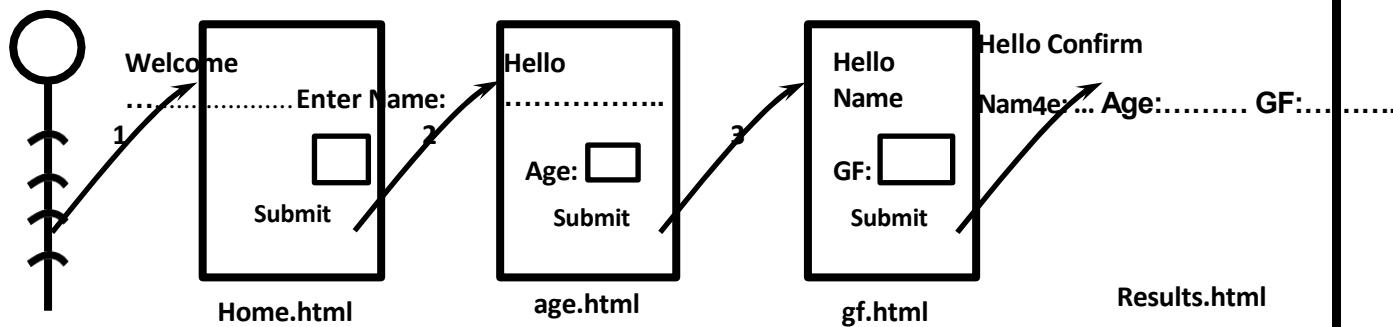 Welcome
..................... Enter Name:
1
Submit
Home.html
2
Hello
..................
Age:
Submit
age.html
3
Hello
Name
GF:
Submit
gf.html
Hello Confirm
Nam4e: ... Age:......... GF:..........
Results.html